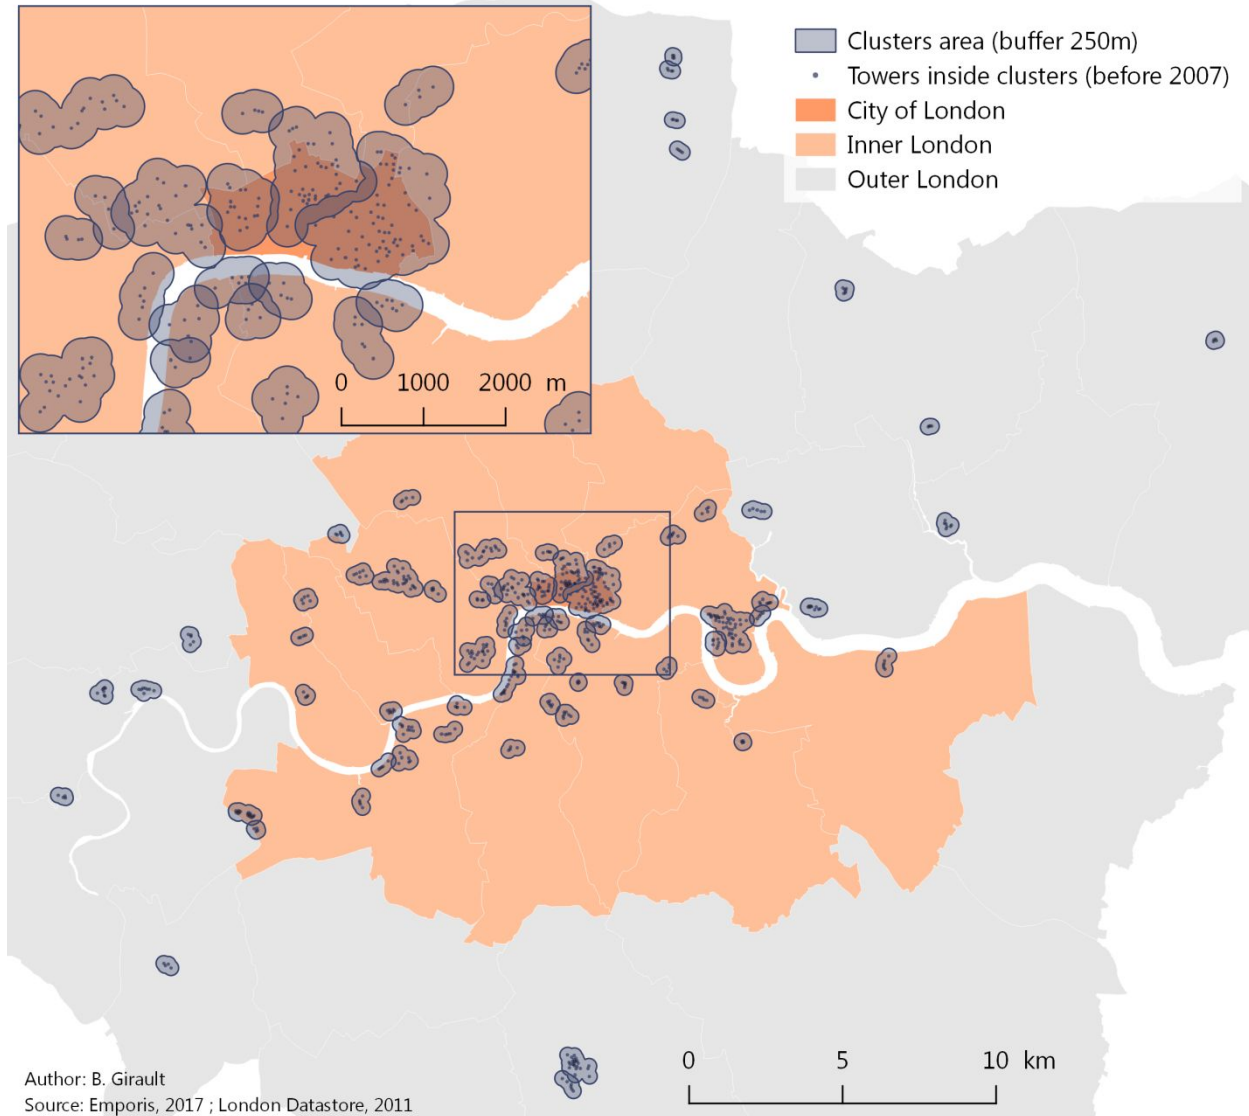 Clusters area (buffer 250m)
Towers inside clusters (before 2007)
City of London
Inner London
Outer London
0 1000 2000 m
0 5 10 km
Author: B. Girault
Source: Emporis, 2017 ; London Datastore, 2011